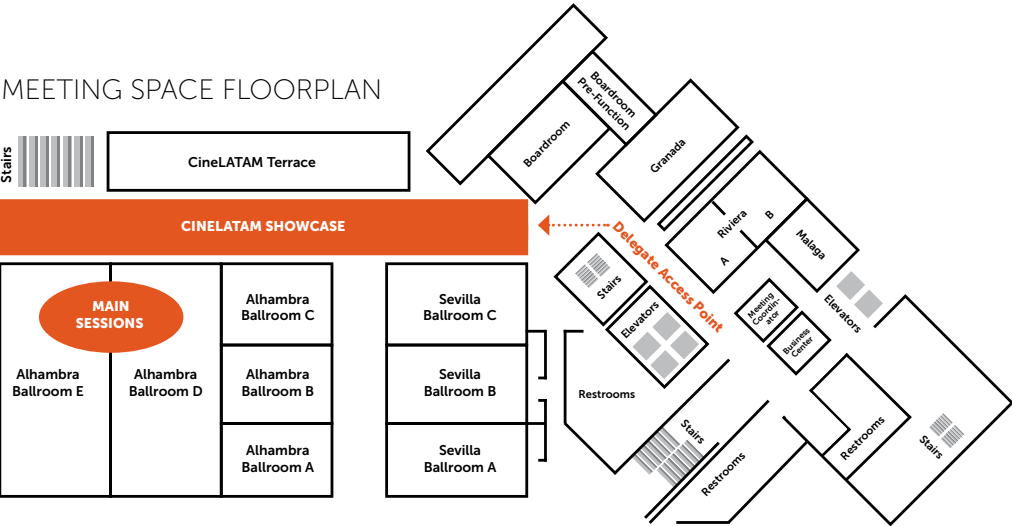 MEETING SPACE FLOORPLAN
Stairs
CineLATAM Terrace
CINELATAM SHOWCASE
MAIN
SESSIONS
Alhambra
Ballroom E
Alhambra
Ballroom D
Alhambra
Ballroom C
Alhambra
Ballroom B
Alhambra
Ballroom A
Sevilla
Ballroom C
Sevilla
Ballroom B
Sevilla
Ballroom A
Boardroom
Boardroom
Pre-Function
Granada
Riviera
A
B
Malaga
Delegate Access Point
Stairs
Elevators
Meeting
Coordin-
ator
Business
Center
Elevators
Restrooms
Stairs
Restrooms
Restrooms
Stairs